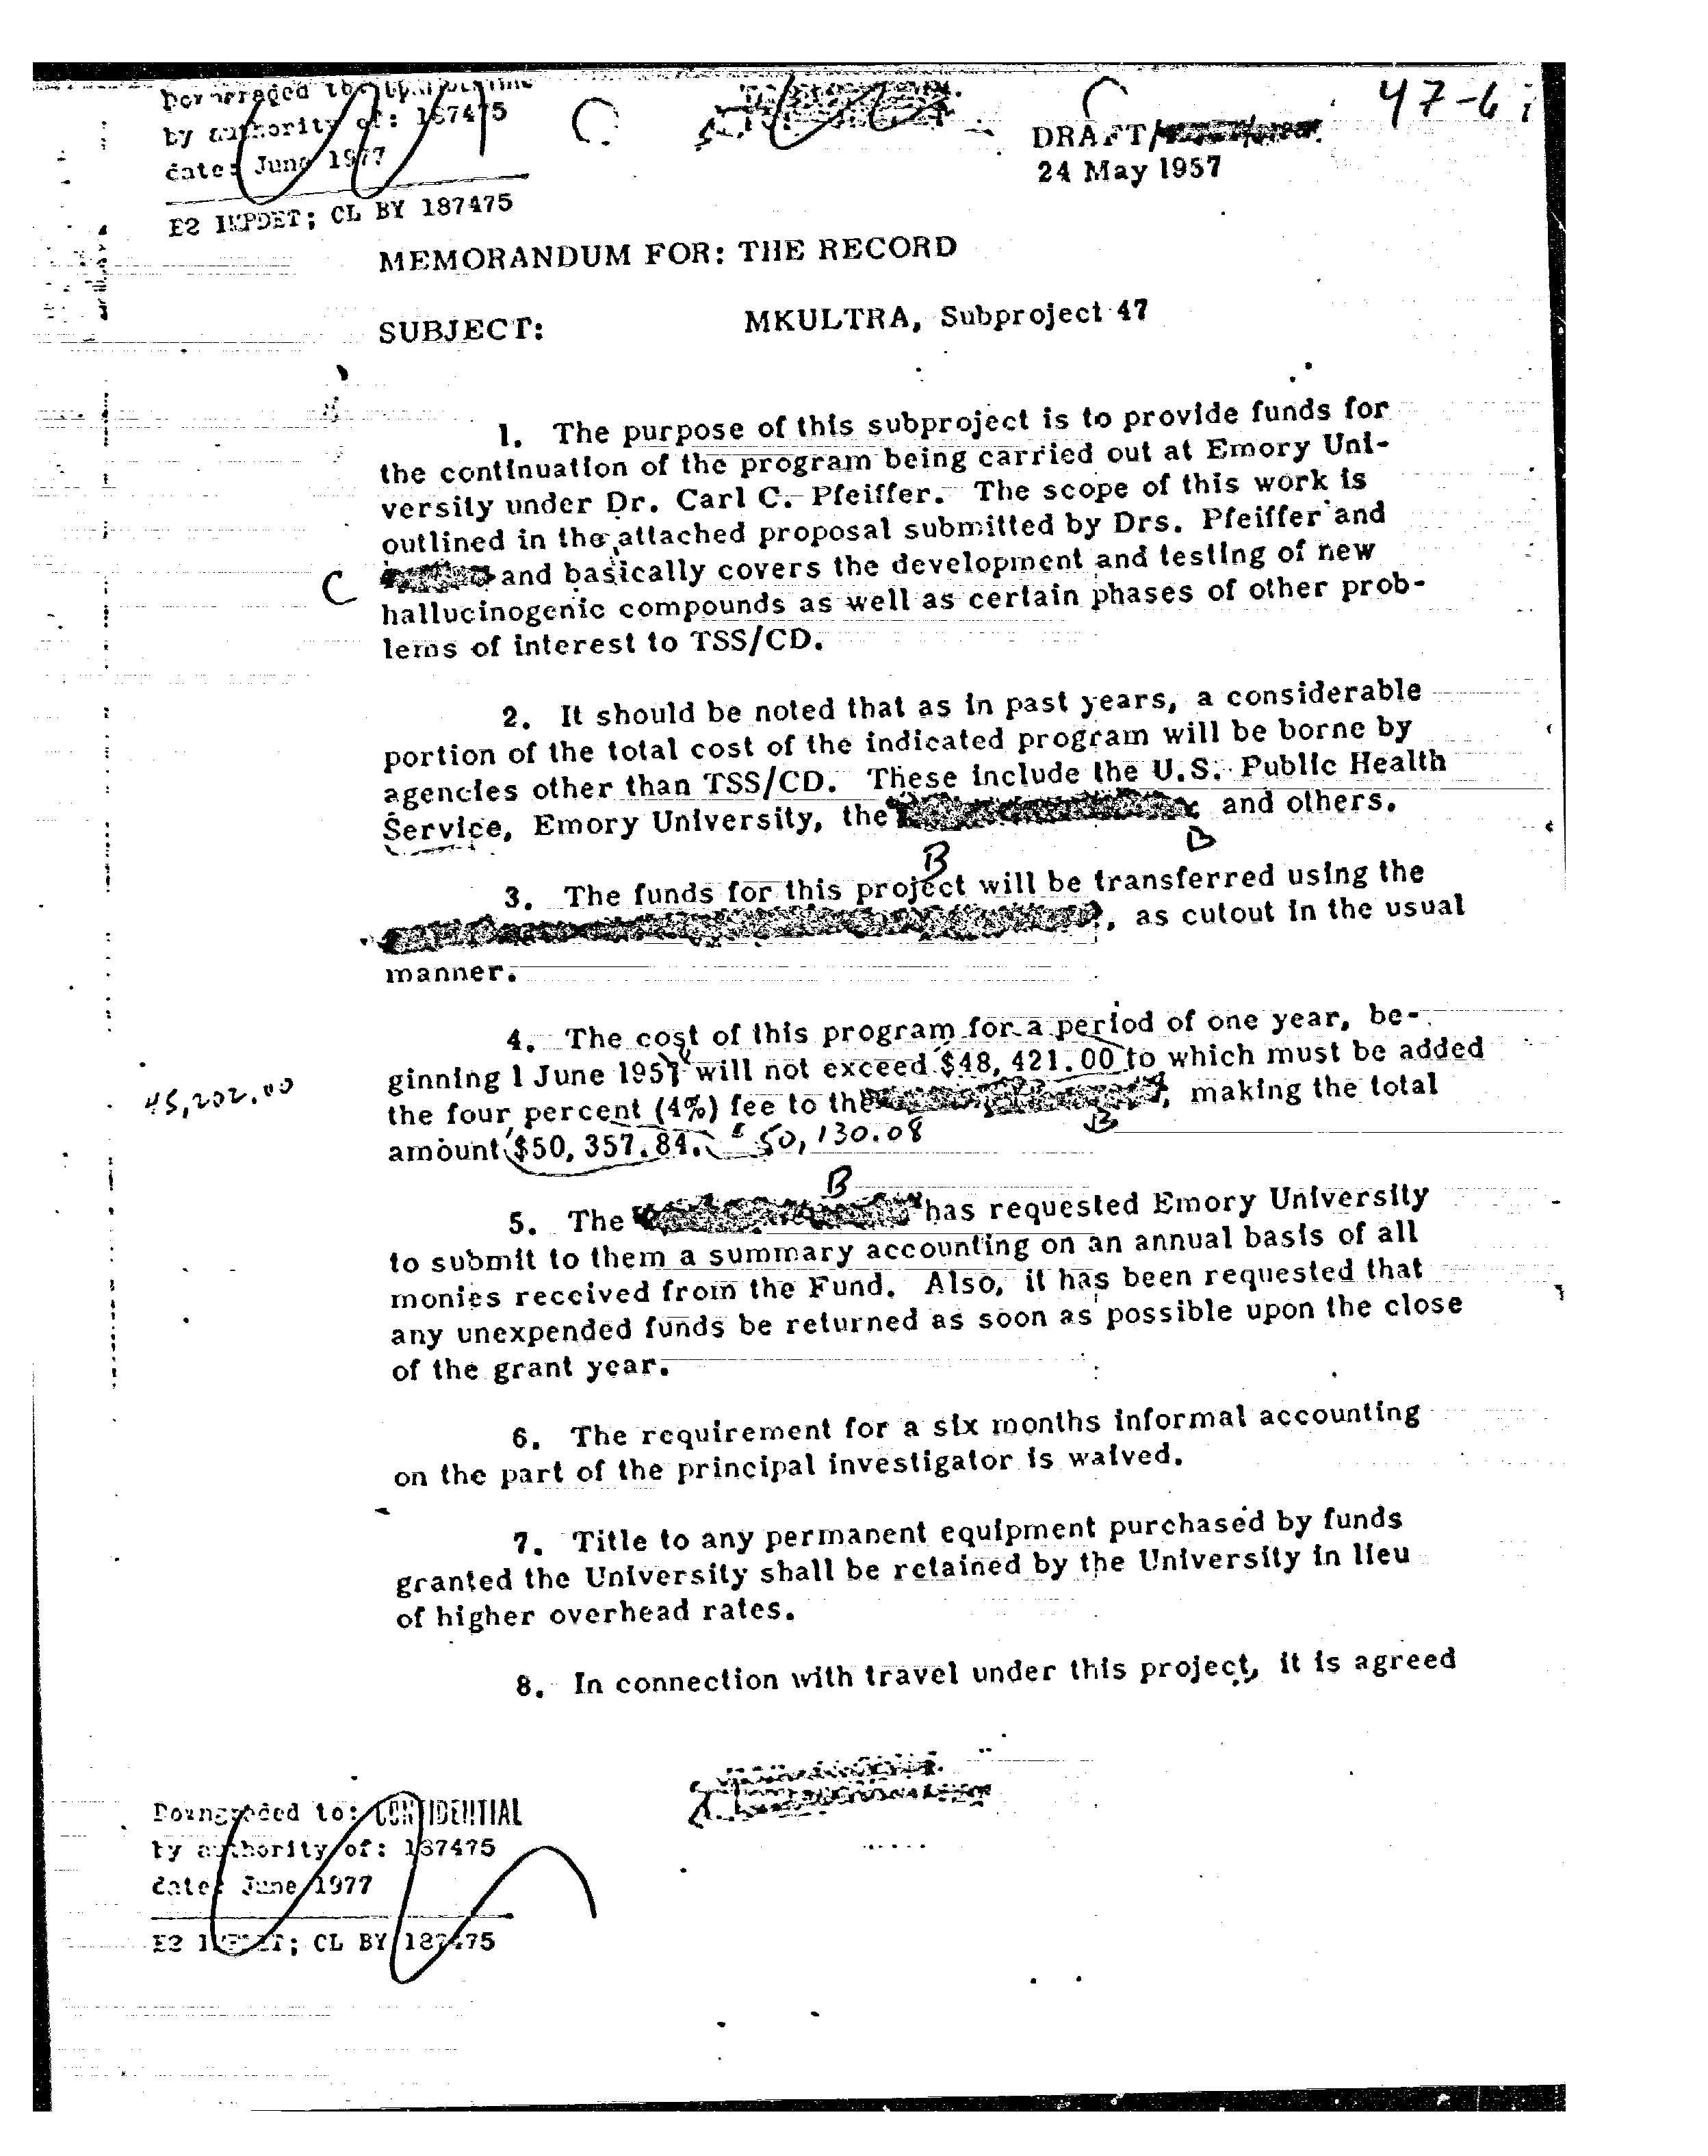 Downgraded to:
by authority of: 187475
date: June 1977
E2 IMPDET; CL BY 187475
47-6
DRAFT/
24 May 1957
MEMORANDUM FOR: THE RECORD
SUBJECT: MKULTRA, Subproject 47
1. The purpose of this subproject is to provide funds for
the continuation of the program being carried out at Emory Uni-
versity under Dr. Carl C. Pfeiffer. The scope of this work is
outlined in the attached proposal submitted by Drs. Pfeiffer and
C and basically covers the development and testing of new
hallucinogenic compounds as well as certain phases of other prob-
lems of interest to TSS/CD.
2. It should be noted that as in past years, a considerable
portion of the total cost of the indicated program will be borne by
agencies other than TSS/CD. These include the U.S. Public Health
Service, Emory University, the and others.
B
B
3. The funds for this project will be transferred using the
, as cutout in the usual
manner.
4. The cost of this program for a period of one year, be-
ginning 1 June 1957 will not exceed $48, 421.00 to which must be added
45,202.00
the four percent (4%) fee to the , making the total
B
amount $50, 357.84. 50,130.08
B
5. The has requested Emory University
to submit to them a summary accounting on an annual basis of all
monies received from the Fund. Also, it has been requested that
any unexpended funds be returned as soon as possible upon the close
of the grant year.
6. The requirement for a six months informal accounting
on the part of the principal investigator is waived.
7. Title to any permanent equipment purchased by funds
granted the University shall be retained by the University in lieu
of higher overhead rates.
8. In connection with travel under this project, it is agreed
Downgraded to: CONFIDENTIAL
by authority of: 187475
date: June 1977
E2 IMPDET; CL BY 187475